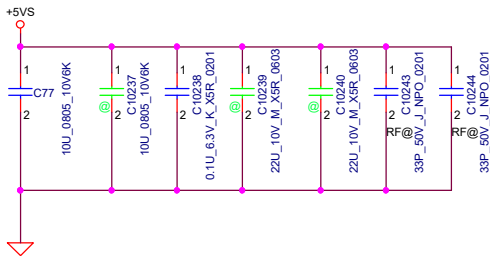 +5VS
1
C77
2
10U_0805_10V6K
1
@
2
C10237
10U_0805_10V6K
1
2
C10238
0.1U_6.3V_K_X5R_0201
1
@
2
C10239
22U_10V_M_X5R_0603
1
@
2
C10240
22U_10V_M_X5R_0603
1
2
RF@
C10243
33P_50V_J_NPO_0201
1
2
RF@
C10244
33P_50V_J_NPO_0201